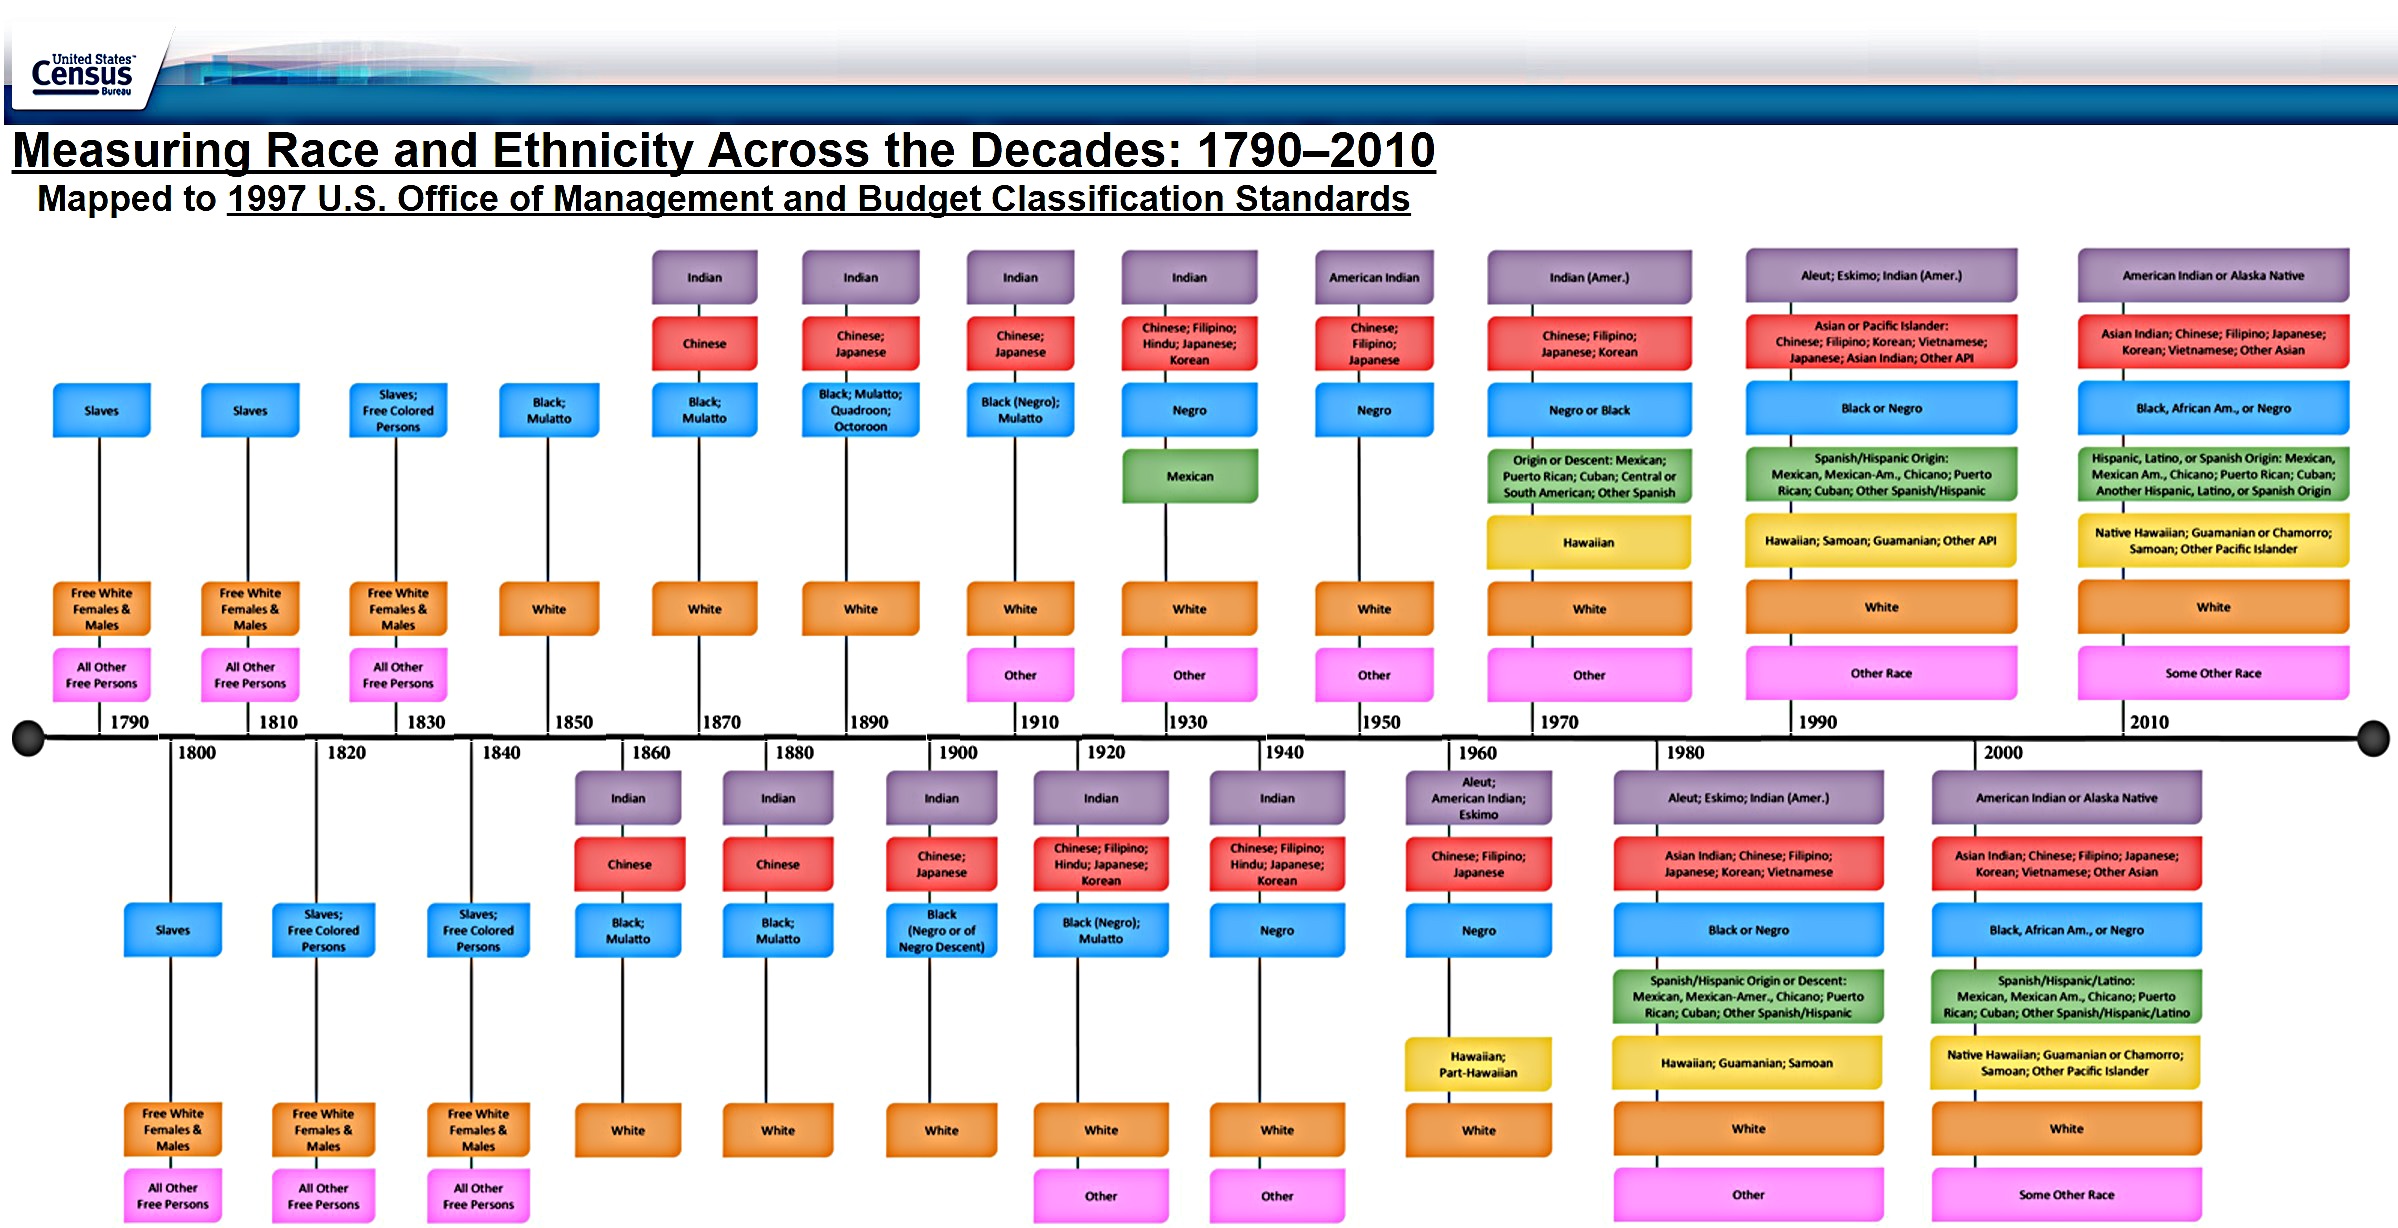 United States™
Census
Bureau
Measuring Race and Ethnicity Across the Decades: 1790–2010
Mapped to 1997 U.S. Office of Management and Budget Classification Standards
Slaves
Free White
Females &
Males
All Other
Free Persons
1790
Slaves
Free White
Females &
Males
All Other
Free Persons
1810
Slaves;
Free Colored
Persons
Free White
Females &
Males
All Other
Free Persons
1830
Black;
Mulatto
White
1850
Indian
Chinese
Black;
Mulatto
White
1870
Indian
Chinese;
Japanese
Black; Mulatto;
Quadroon;
Octoroon
White
1890
Indian
Chinese;
Japanese
Black (Negro);
Mulatto
White
Other
1910
Indian
Chinese; Filipino;
Hindu; Japanese;
Korean
Negro
Mexican
White
Other
1930
American Indian
Chinese;
Filipino;
Japanese
Negro
White
Other
1950
Indian (Amer.)
Chinese; Filipino;
Japanese; Korean
Negro or Black
Origin or Descent: Mexican;
Puerto Rican; Cuban; Central or
South American; Other Spanish
Hawaiian
White
Other
1970
Aleut; Eskimo; Indian (Amer.)
Asian or Pacific Islander:
Chinese; Filipino; Korean; Vietnamese;
Japanese; Asian Indian; Other API
Black or Negro
Spanish/Hispanic Origin:
Mexican, Mexican-Am., Chicano; Puerto
Rican; Cuban; Other Spanish/Hispanic
Hawaiian; Samoan; Guamanian; Other API
White
Other Race
1990
American Indian or Alaska Native
Asian Indian; Chinese; Filipino; Japanese;
Korean; Vietnamese; Other Asian
Black, African Am., or Negro
Hispanic, Latino, or Spanish Origin: Mexican,
Mexican Am., Chicano; Puerto Rican; Cuban;
Another Hispanic, Latino, or Spanish Origin
Native Hawaiian; Guamanian or Chamorro;
Samoan; Other Pacific Islander
White
Some Other Race
2010
1800
Slaves
Free White
Females &
Males
All Other
Free Persons
1820
Slaves;
Free Colored
Persons
Free White
Females &
Males
All Other
Free Persons
1840
Slaves;
Free Colored
Persons
Free White
Females &
Males
All Other
Free Persons
1860
Indian
Chinese
Black;
Mulatto
White
1880
Indian
Chinese
Black;
Mulatto
White
1900
Indian
Chinese;
Japanese
Black
(Negro or of
Negro Descent)
White
1920
Indian
Chinese; Filipino;
Hindu; Japanese;
Korean
Black (Negro);
Mulatto
White
Other
1940
Indian
Chinese; Filipino;
Hindu; Japanese;
Korean
Negro
White
Other
1960
Aleut;
American Indian;
Eskimo
Chinese; Filipino;
Japanese
Negro
Hawaiian;
Part-Hawaiian
White
1980
Aleut; Eskimo; Indian (Amer.)
Asian Indian; Chinese; Filipino;
Japanese; Korean; Vietnamese
Black or Negro
Spanish/Hispanic Origin or Descent:
Mexican, Mexican-Amer., Chicano; Puerto
Rican; Cuban; Other Spanish/Hispanic
Hawaiian; Guamanian; Samoan
White
Other
2000
American Indian or Alaska Native
Asian Indian; Chinese; Filipino; Japanese;
Korean; Vietnamese; Other Asian
Black, African Am., or Negro
Spanish/Hispanic/Latino:
Mexican, Mexican Am., Chicano; Puerto
Rican; Cuban; Other Spanish/Hispanic/Latino
Native Hawaiian; Guamanian or Chamorro;
Samoan; Other Pacific Islander
White
Some Other Race